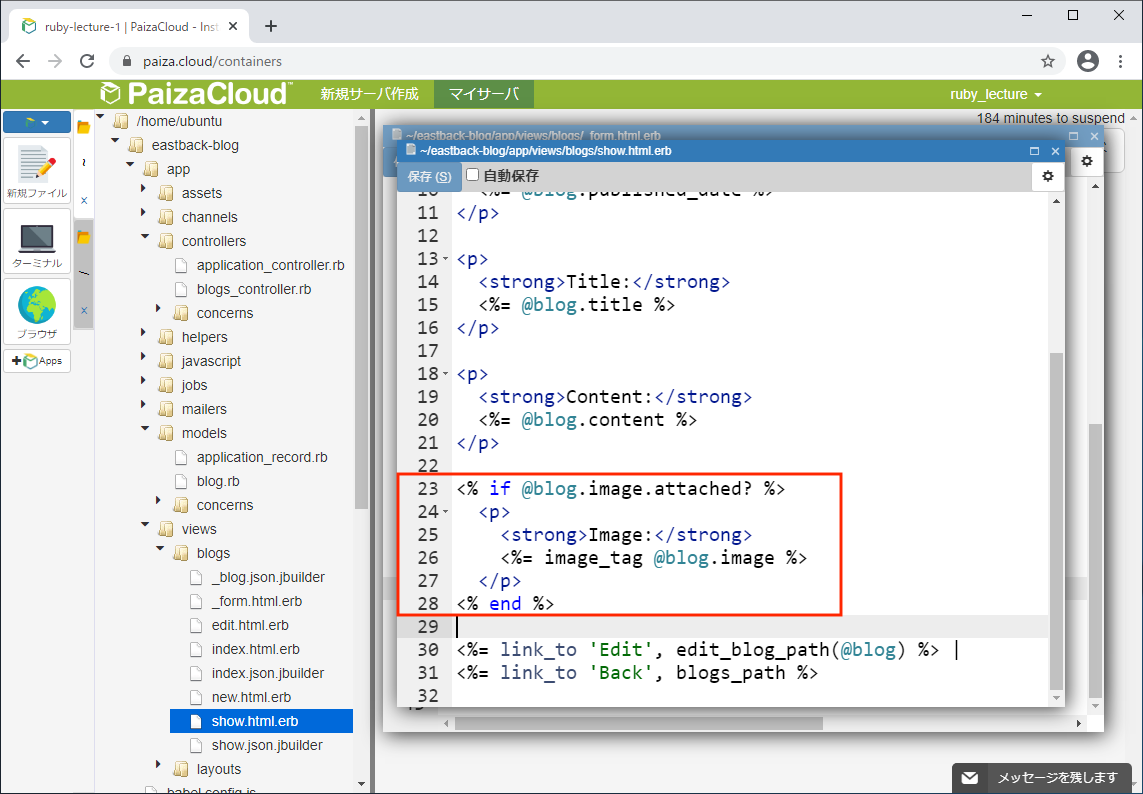 ruby-lecture-1 | PaizaCloud - Inst
paiza.cloud/containers
PaizaCloud
新規サーバ作成
マイサーバ
ruby_lecture
184 minutes to suspend
新規ファイル
ターミナル
ブラウザ
Apps
/home/ubuntu
eastback-blog
app
assets
channels
controllers
application_controller.rb
blogs_controller.rb
concerns
helpers
javascript
jobs
mailers
models
application_record.rb
blog.rb
concerns
views
blogs
_blog.json.jbuilder
_form.html.erb
edit.html.erb
index.html.erb
index.json.jbuilder
new.html.erb
show.html.erb
show.json.jbuilder
layouts
babel.config.js
~/eastback-blog/app/views/blogs/_form.html.erb
~/eastback-blog/app/views/blogs/show.html.erb
保存 (S)
自動保存
10   <%= @blog.published_date %>
11 </p>
12
13 <p>
14   <strong>Title:</strong>
15   <%= @blog.title %>
16 </p>
17
18 <p>
19   <strong>Content:</strong>
20   <%= @blog.content %>
21 </p>
22
23 <% if @blog.image.attached? %>
24   <p>
25     <strong>Image:</strong>
26     <%= image_tag @blog.image %>
27   </p>
28 <% end %>
29
30 <%= link_to 'Edit', edit_blog_path(@blog) %> |
31 <%= link_to 'Back', blogs_path %>
32
メッセージを残します